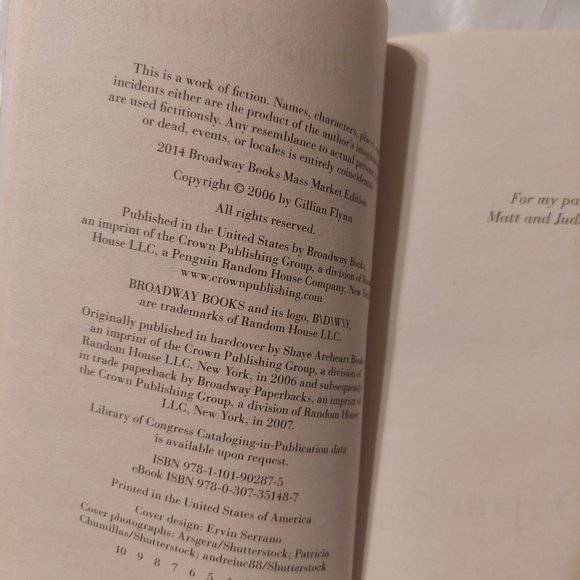 This is a work of fiction. Names, characters, places,
incidents either are the product of the author's
are used fictitiously. Any resemblance to actual persons,
or dead, events, or locales is entirely coincidental.
2014 Broadway Books Mass Market Edition
Copyright © 2006 by Gillian Flynn
All rights reserved.
Published in the United States by Broadway Books,
an imprint of the Crown Publishing Group, a division of
House LLC, a Penguin Random House Company, New York.
www.crownpublishing.com
BROADWAY BOOKS and its logo, B\D\W\Y,
are trademarks of Random House LLC.
Originally published in hardcover by Shaye Areheart Books,
an imprint of the Crown Publishing Group, a division of
Random House LLC, New York, in 2006 and subsequently
in trade paperback by Broadway Paperbacks, an imprint of
the Crown Publishing Group, a division of Random House
LLC, New York, in 2007.
Library of Congress Cataloging-in-Publication data
is available upon request.
ISBN 978-1-101-90287-5
eBook ISBN 978-0-307-35148-7
Printed in the United States of America
Cover design: Ervin Serrano
Cover photographs: Arsgera/Shutterstock; Patricia
Chumillas/Shutterstock; andreiuc88/Shutterstock
10 9 8 7 6 5
For my pa
Matt and Jud